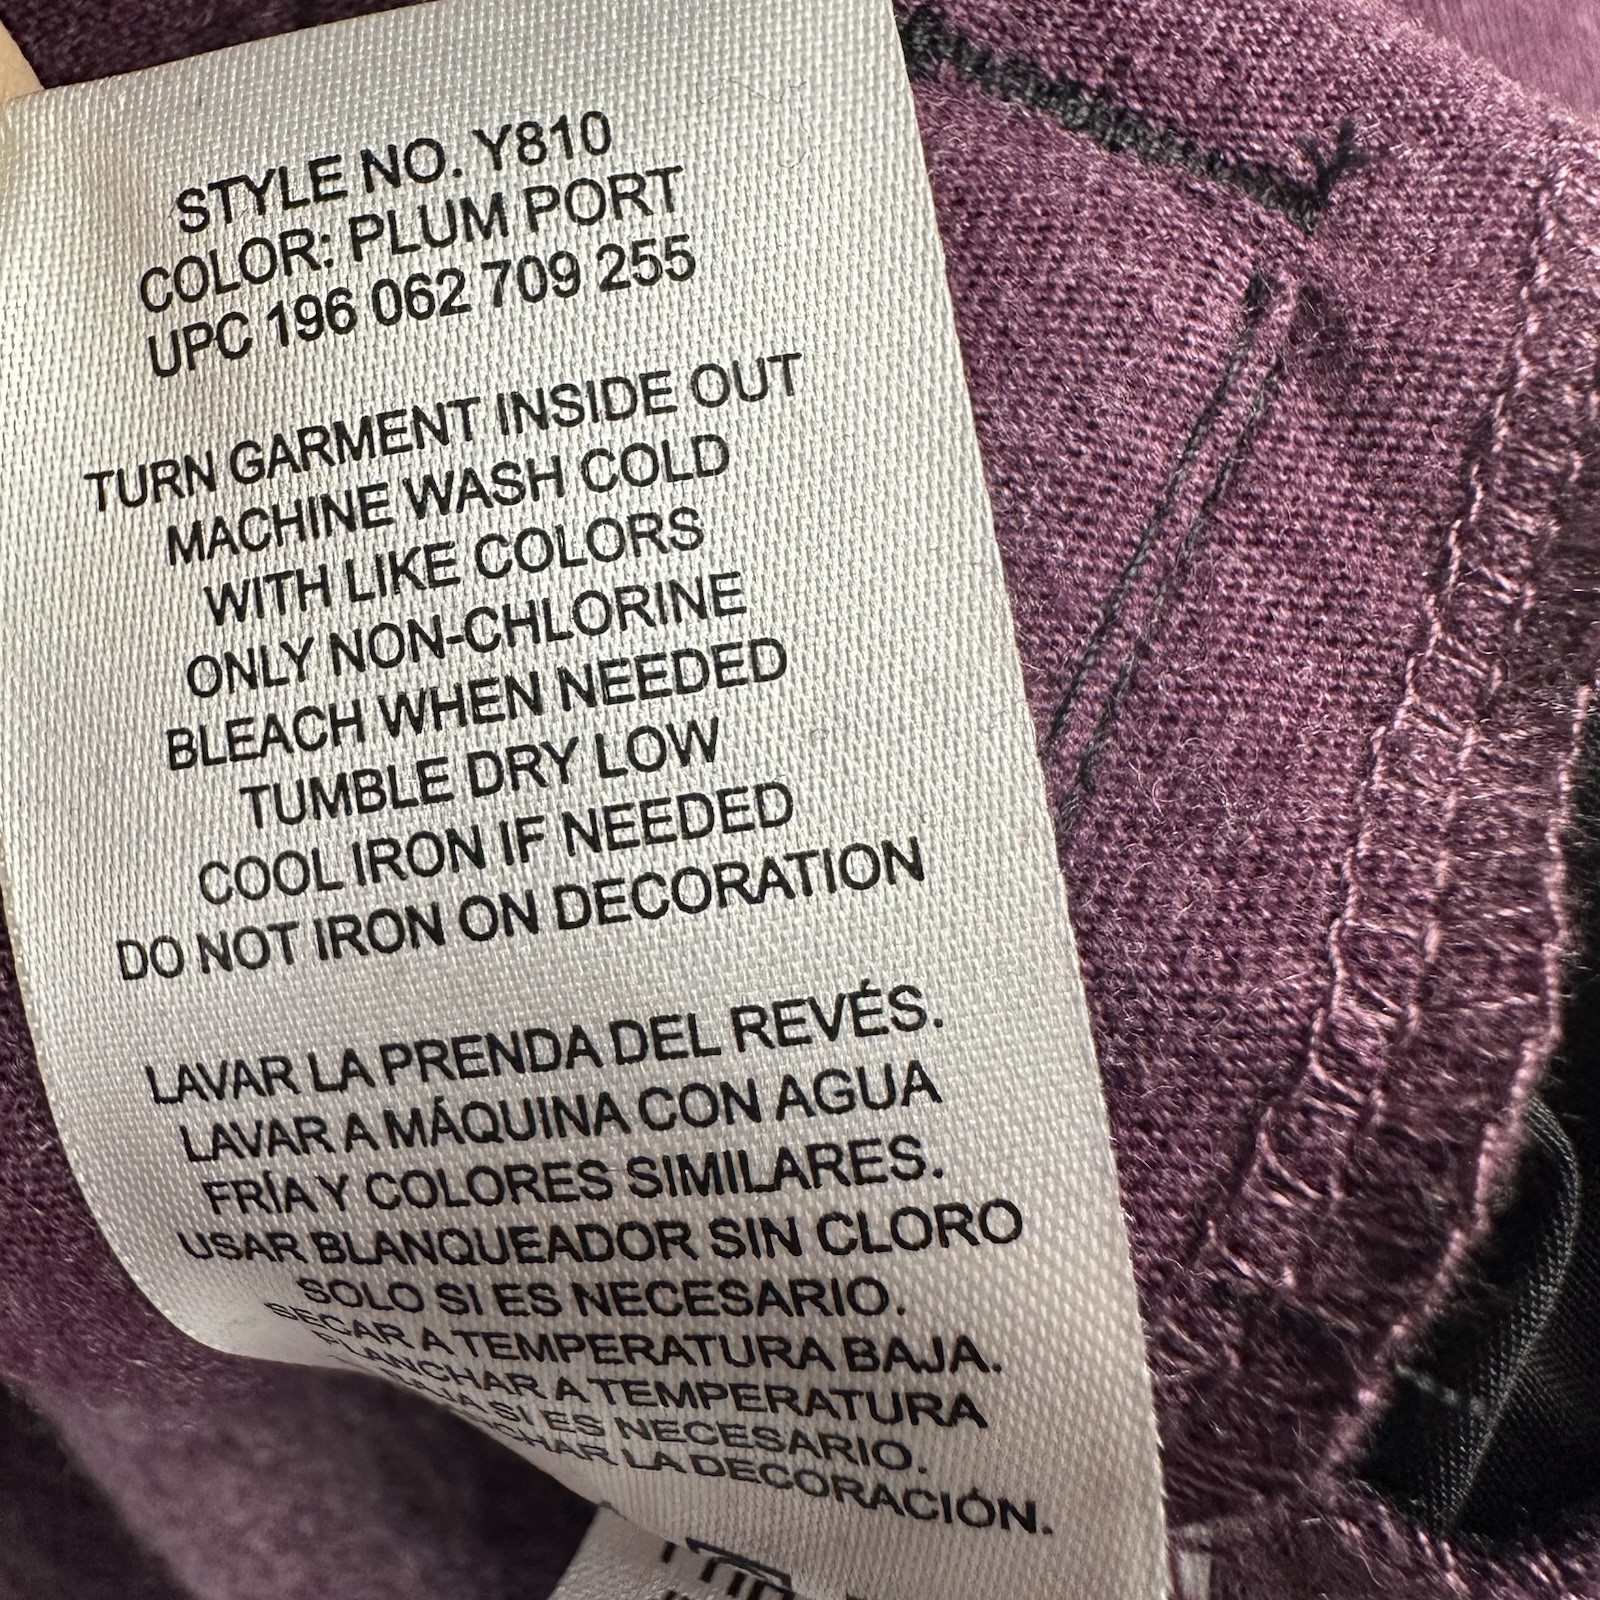 STYLE NO. Y810
COLOR: PLUM PORT
UPC 196 062 709 255
TURN GARMENT INSIDE OUT
MACHINE WASH COLD
WITH LIKE COLORS
ONLY NON-CHLORINE
BLEACH WHEN NEEDED
TUMBLE DRY LOW
COOL IRON IF NEEDED
DO NOT IRON ON DECORATION
LAVAR LA PRENDA DEL REVÉS.
LAVAR A MÁQUINA CON AGUA
FRÍA Y COLORES SIMILARES.
USAR BLANQUEADOR SIN CLORO
SOLO SI ES NECESARIO.
SECAR A TEMPERATURA BAJA.
PLANCHAR A TEMPERATURA
SI ES NECESARIO.
LA DECORACIÓN.